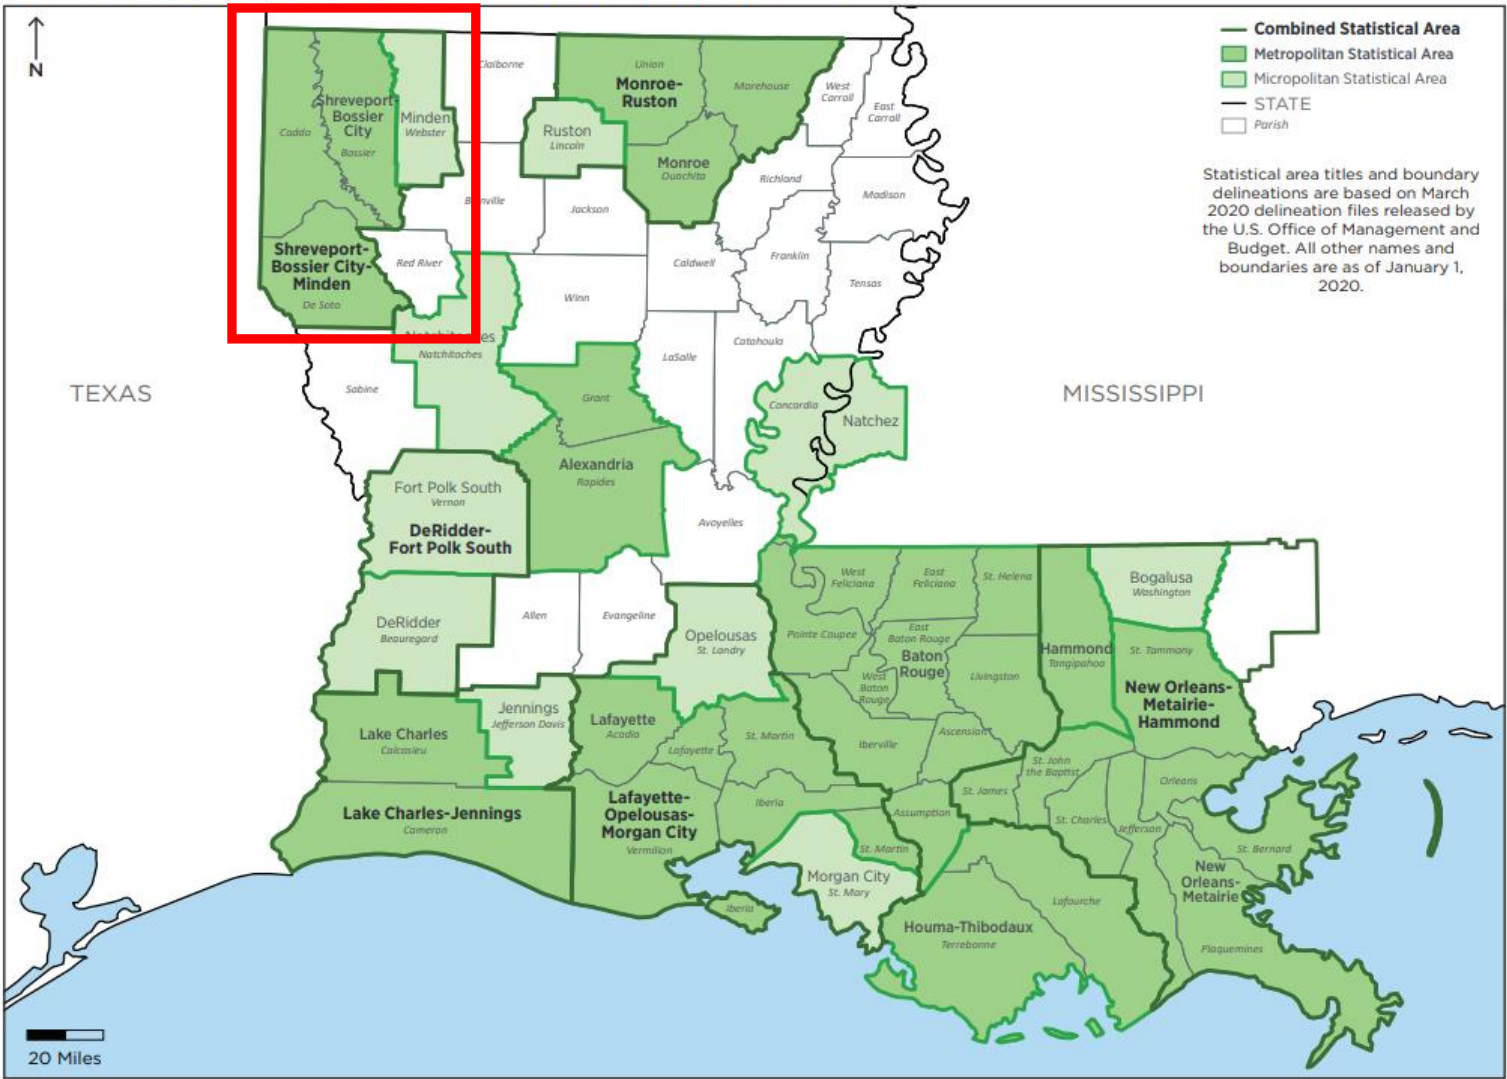 N
TEXAS
MISSISSIPPI
Combined Statistical Area
Metropolitan Statistical Area
Micropolitan Statistical Area
STATE
Parish
Statistical area titles and boundary
delineations are based on March
2020 delineation files released by
the U.S. Office of Management and
Budget. All other names and
boundaries are as of January 1,
2020.
Caddo
Shreveport-
Bossier
City
Bossier
Minden
Webster
Shreveport-
Bossier City-
Minden
De Soto
Red River
Union
Monroe-
Ruston
Morehouse
Ruston
Lincoln
Monroe
Ouachita
West
Carroll
East
Carroll
Richland
Madison
Jackson
Caldwell
Franklin
Tensas
Winn
Natchitoches
Sabine
Grant
LaSalle
Catahoula
Concordia
Natchez
Alexandria
Rapides
Avoyelles
Fort Polk South
Vernon
DeRidder-
Fort Polk South
DeRidder
Beauregard
Allen
Evangeline
Opelousas
St. Landry
West
Feliciana
East
Feliciana
St. Helena
Pointe Coupee
East
Baton Rouge
Baton
Rouge
West
Baton
Rouge
Livingston
Iberville
Ascension
Hammond
Tangipahoa
Bogalusa
Washington
St. Tammany
New Orleans-
Metairie-
Hammond
Lake Charles
Calcasieu
Jennings
Jefferson Davis
Lake Charles-Jennings
Cameron
Lafayette
Acadia
Lafayette
St. Martin
Lafayette-
Opelousas-
Morgan City
Vermilion
Iberia
Iberia
St. Martin
Morgan City
St. Mary
Assumption
St. James
St. John
the Baptist
St. Charles
Jefferson
Orleans
St. Bernard
New
Orleans-
Metairie
Plaquemines
Houma-Thibodaux
Terrebonne
Lafourche
20 Miles